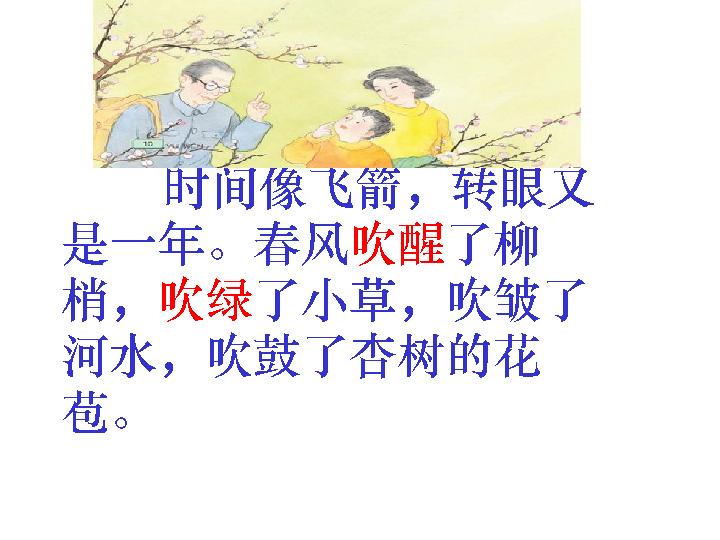 时间像飞箭，转眼又
是一年。春风吹醒了柳
梢，吹绿了小草，吹皱了
河水，吹鼓了杏树的花
苞。